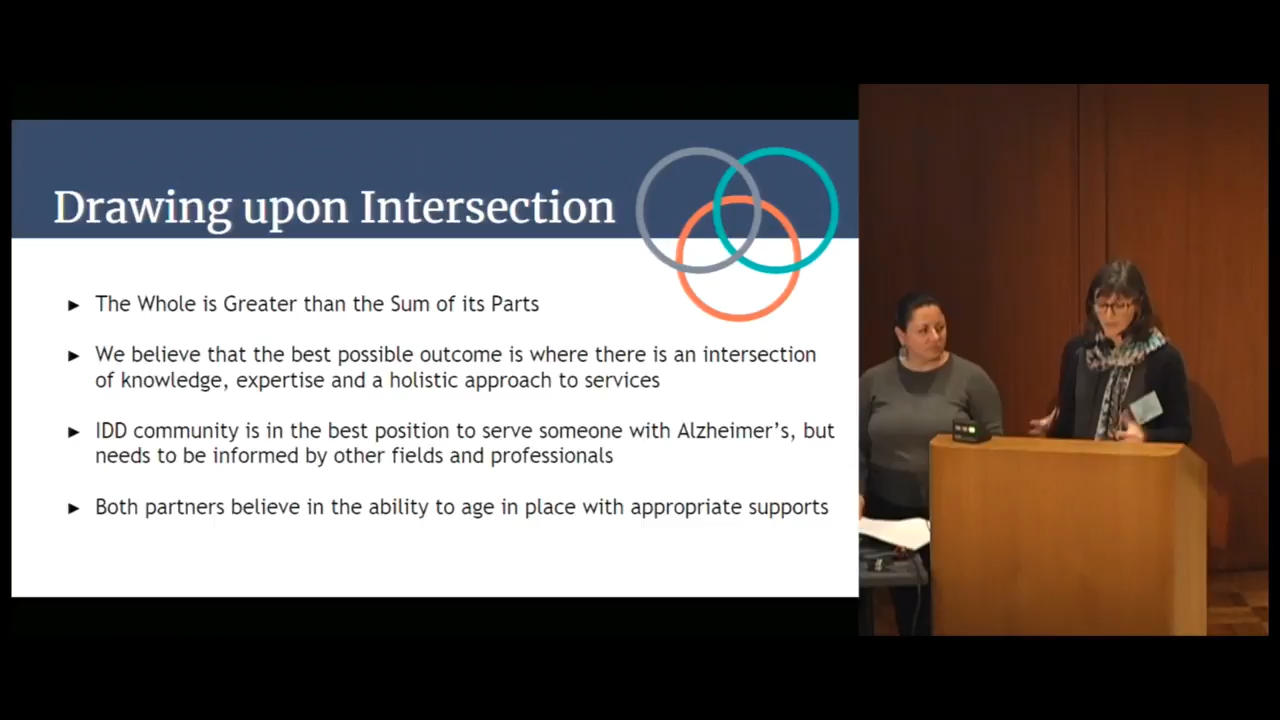 Drawing upon Intersection
► The Whole is Greater than the Sum of its Parts
► We believe that the best possible outcome is where there is an intersection
of knowledge, expertise and a holistic approach to services
► IDD community is in the best position to serve someone with Alzheimer's, but
needs to be informed by other fields and professionals
► Both partners believe in the ability to age in place with appropriate supports